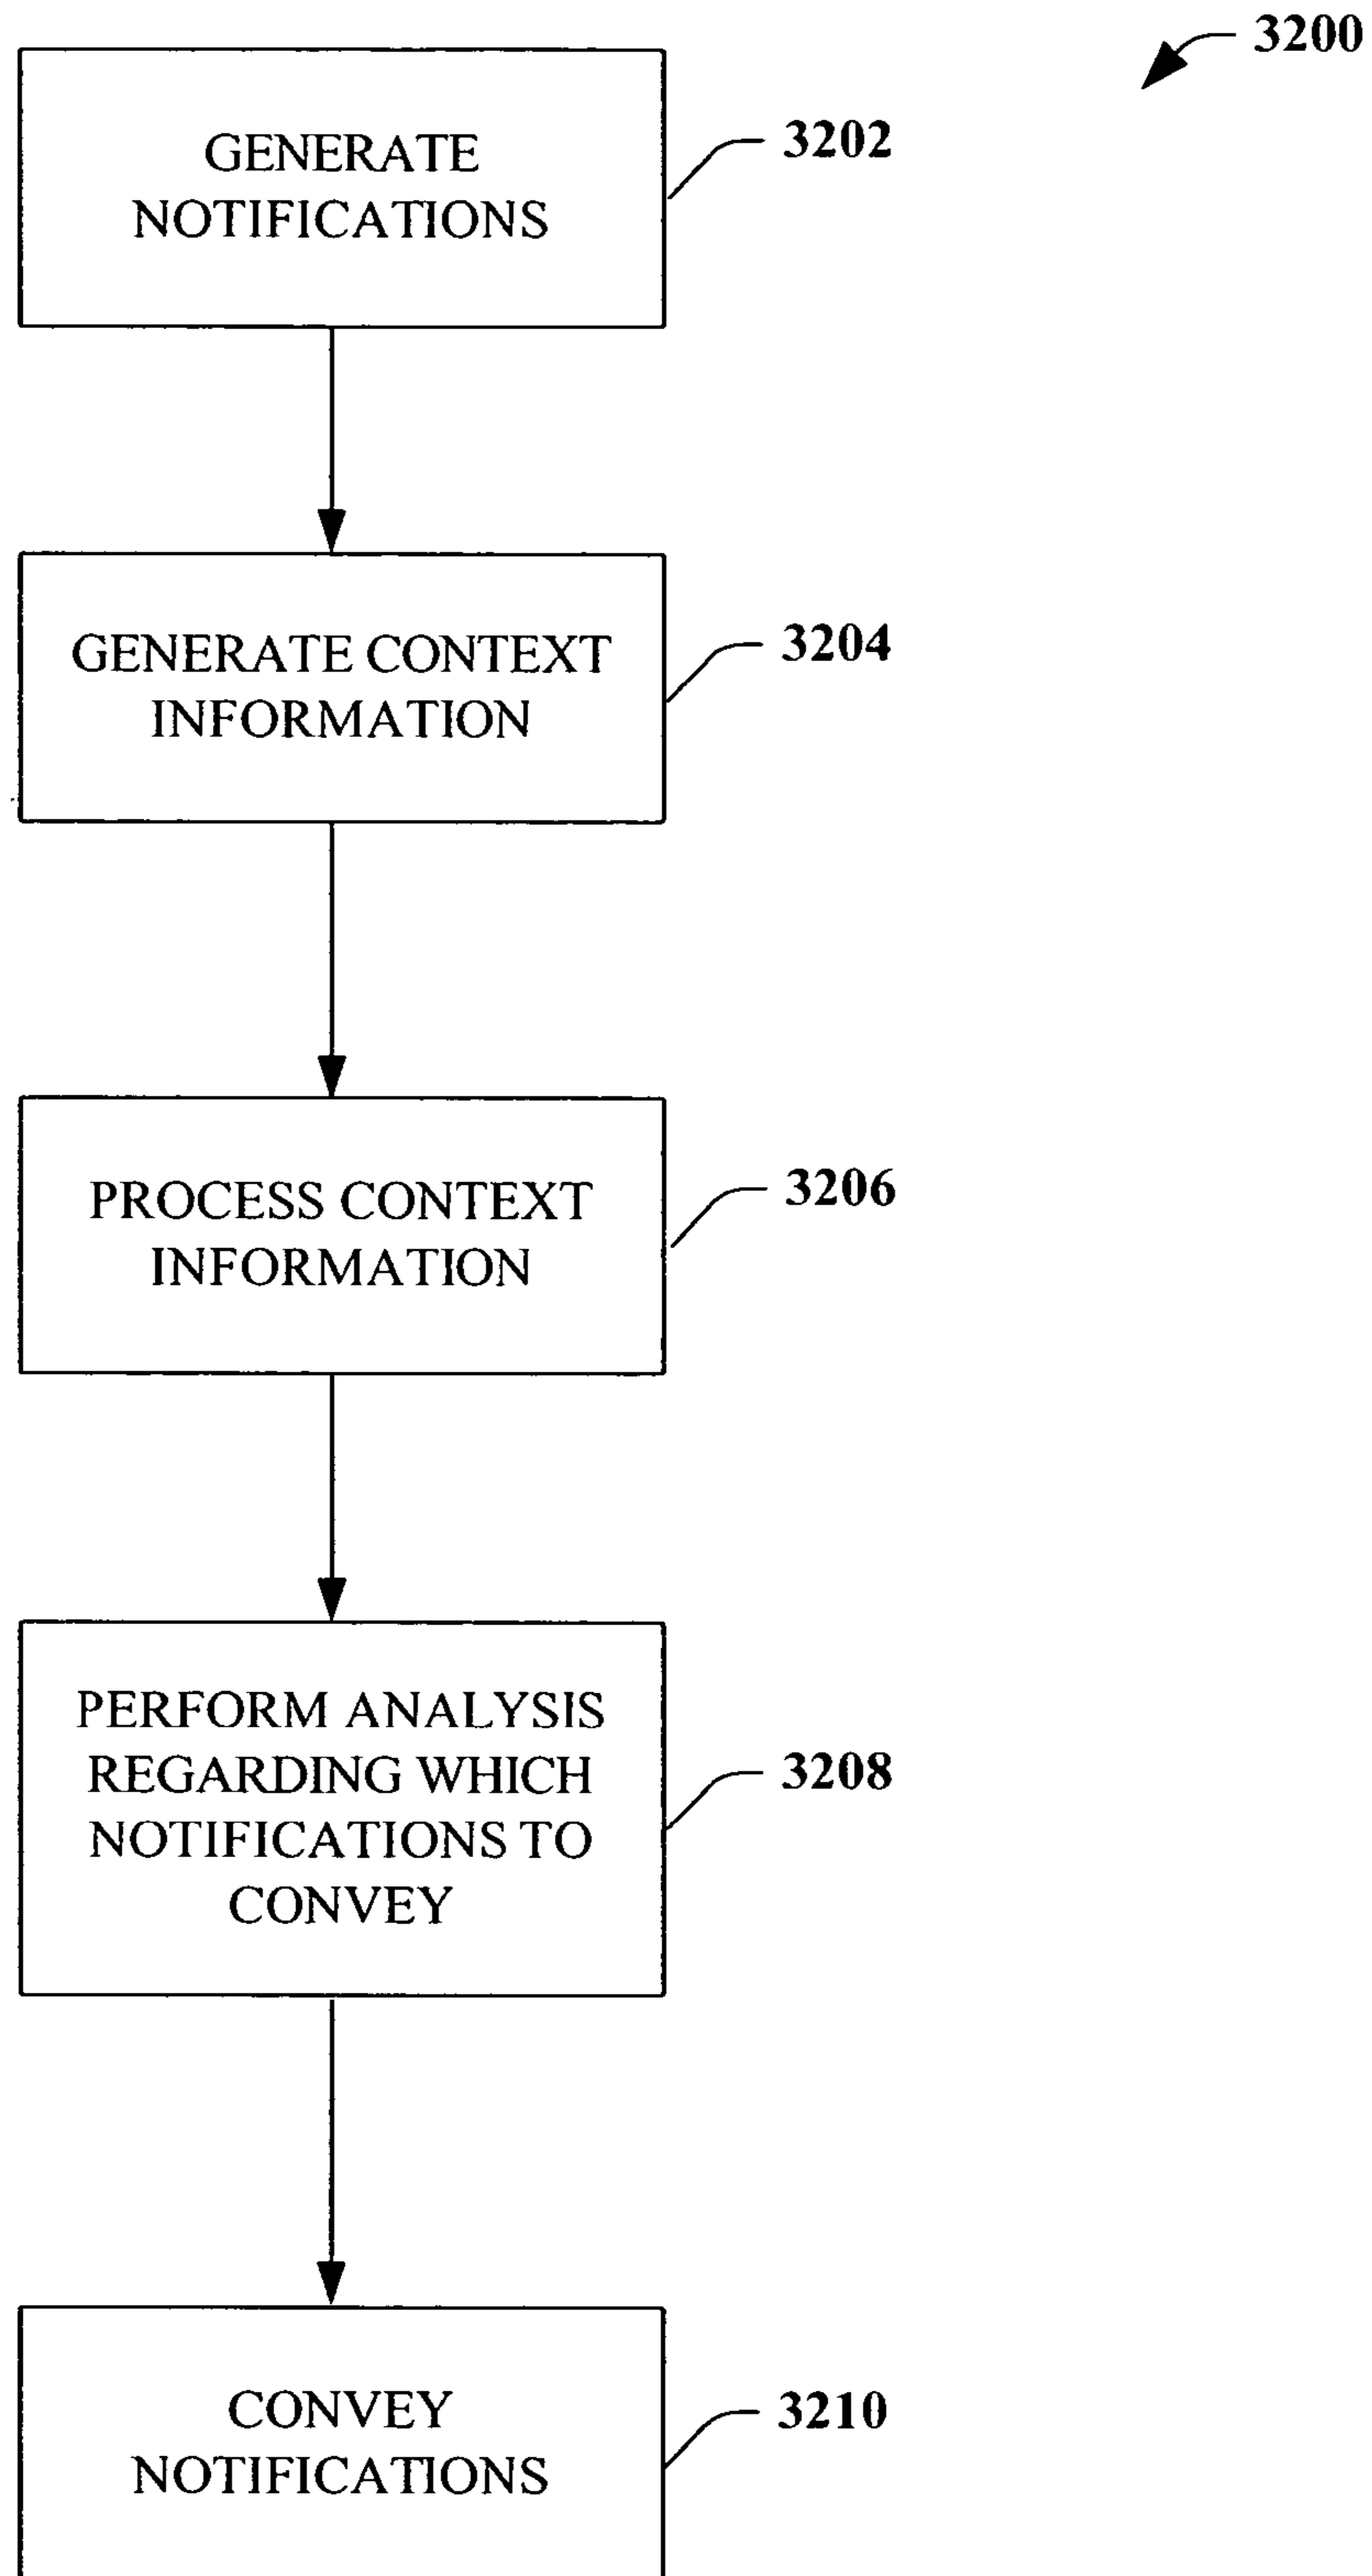 3200
GENERATE
NOTIFICATIONS
3202
GENERATE CONTEXT
INFORMATION
3204
PROCESS CONTEXT
INFORMATION
3206
PERFORM ANALYSIS
REGARDING WHICH
NOTIFICATIONS TO
CONVEY
3208
CONVEY
NOTIFICATIONS
3210